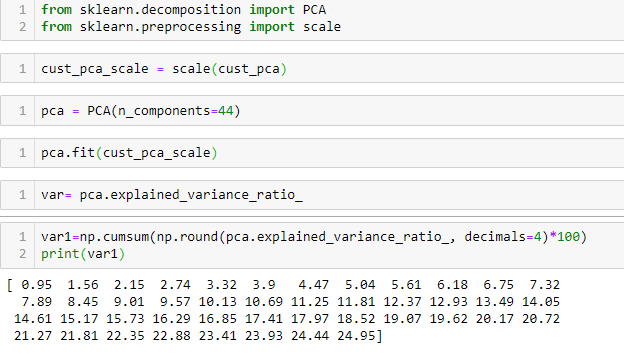 1 from sklearn.decomposition import PCA
2 from sklearn.preprocessing import scale
1 cust_pca_scale = scale(cust_pca)
1 pca = PCA(n_components=44)
1 pca.fit(cust_pca_scale)
1 var= pca.explained_variance_ratio_
1 var1=np.cumsum(np.round(pca.explained_variance_ratio_, decimals=4)*100)
2 print(var1)
[ 0.95 1.56 2.15 2.74 3.32 3.9 4.47 5.04 5.61 6.18 6.75 7.32
7.89 8.45 9.01 9.57 10.13 10.69 11.25 11.81 12.37 12.93 13.49 14.05
14.61 15.17 15.73 16.29 16.85 17.41 17.97 18.52 19.07 19.62 20.17 20.72
21.27 21.81 22.35 22.88 23.41 23.93 24.44 24.95]